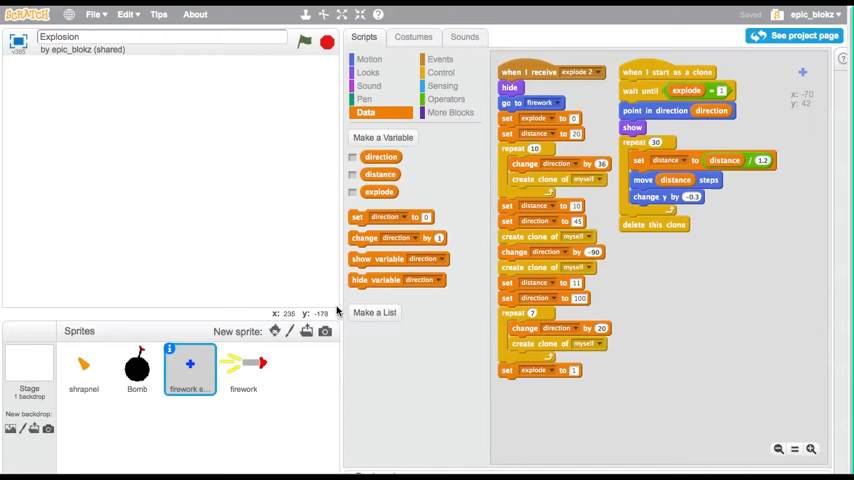 SCRATCH File Edit Tips About Saved epic_blokz
Explosion
by epic_blokz (shared)
v385
Scripts Costumes Sounds
See project page
Motion Events
Looks Control
Sound Sensing
Pen Operators
Data More Blocks
Make a Variable
direction
distance
explode
set direction to 0
change direction by 1
show variable direction
hide variable direction
Make a List
when I receive explode 2
hide
go to firework
set explode to 0
set distance to 20
repeat 10
change direction by 36
create clone of myself
set distance to 10
set direction to 45
create clone of myself
change direction by -90
create clone of myself
set distance to 11
set direction to 100
repeat 7
change direction by 20
create clone of myself
set explode to 1
when I start as a clone
wait until explode = 1
point in direction direction
show
repeat 30
set distance to distance / 1.2
move distance steps
change y by -0.3
delete this clone
x: -70
y: 42
x: 235 y: -178
Sprites New sprite:
Stage
1 backdrop
New backdrop:
shrapnel
Bomb
firework s...
firework